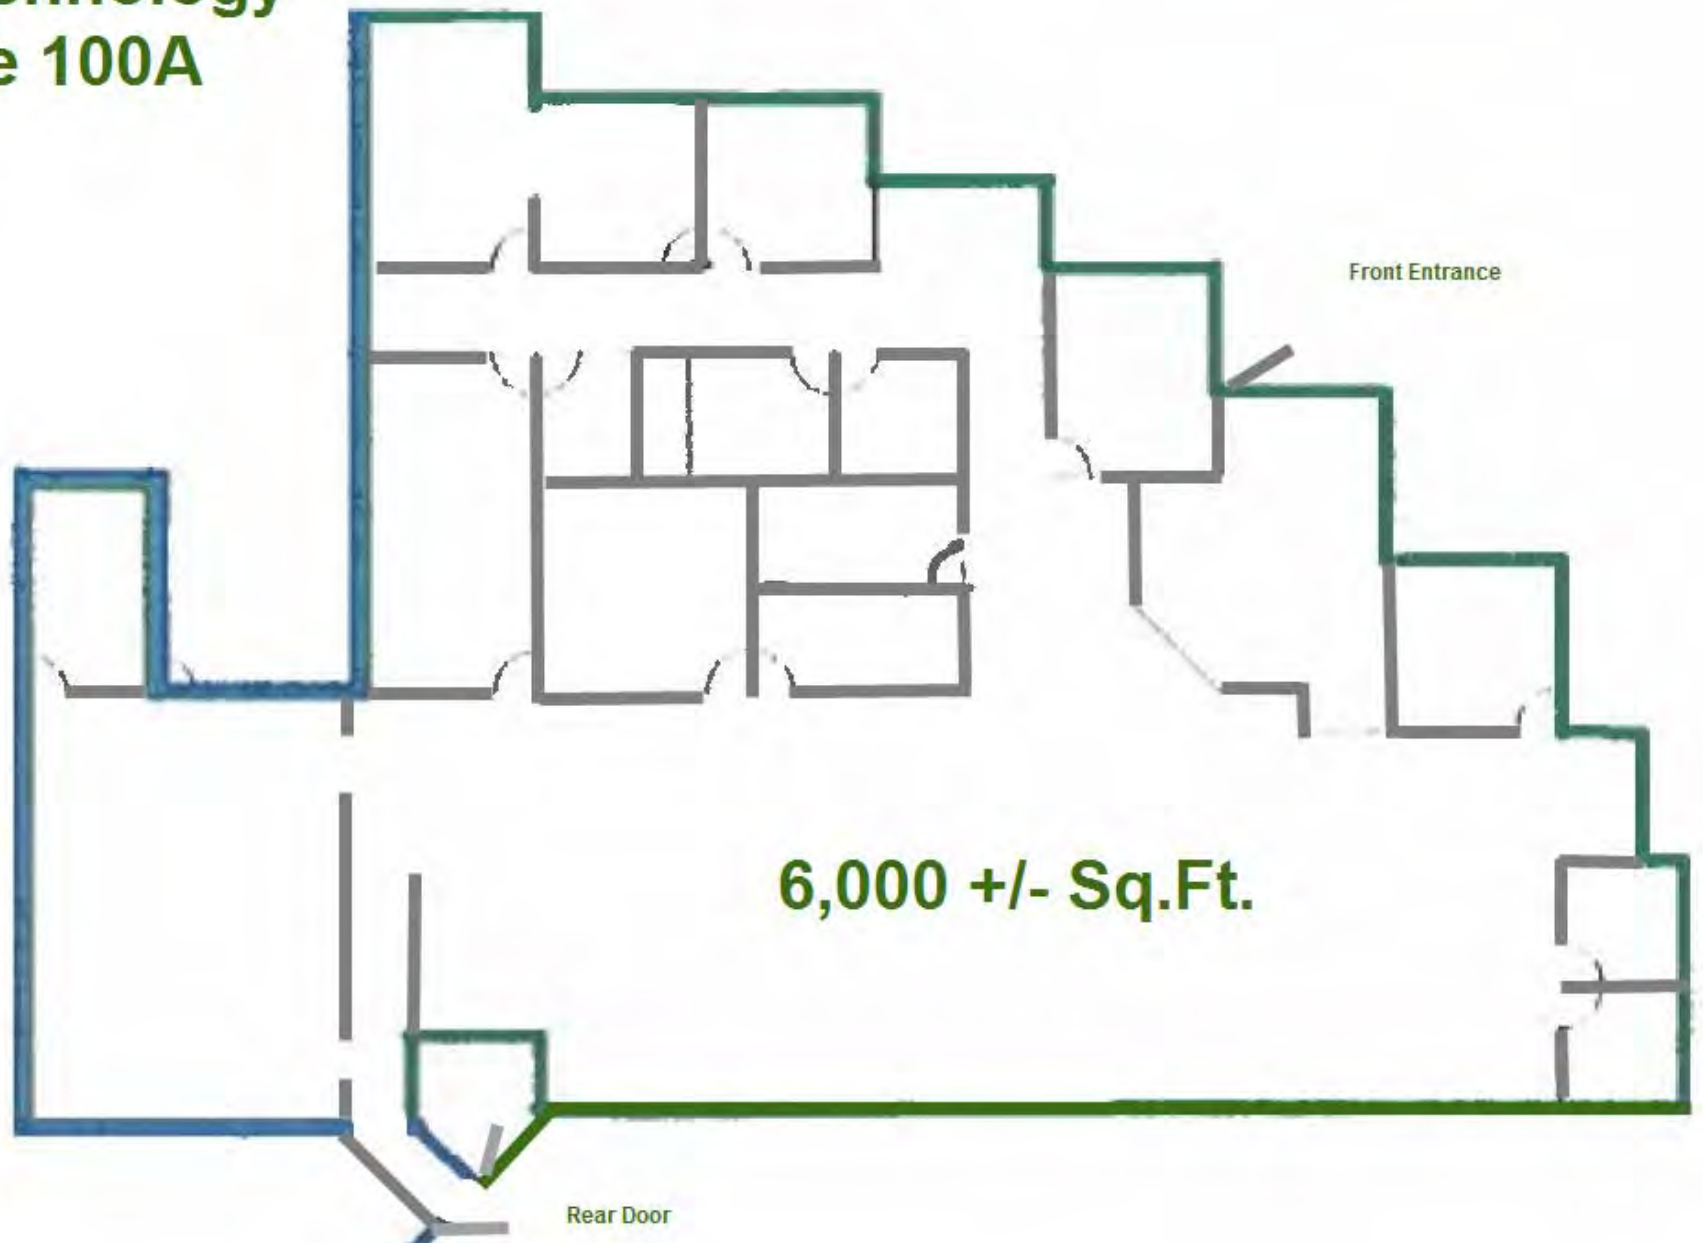 e 100A
Front Entrance
6,000 +/- Sq.Ft.
Rear Door